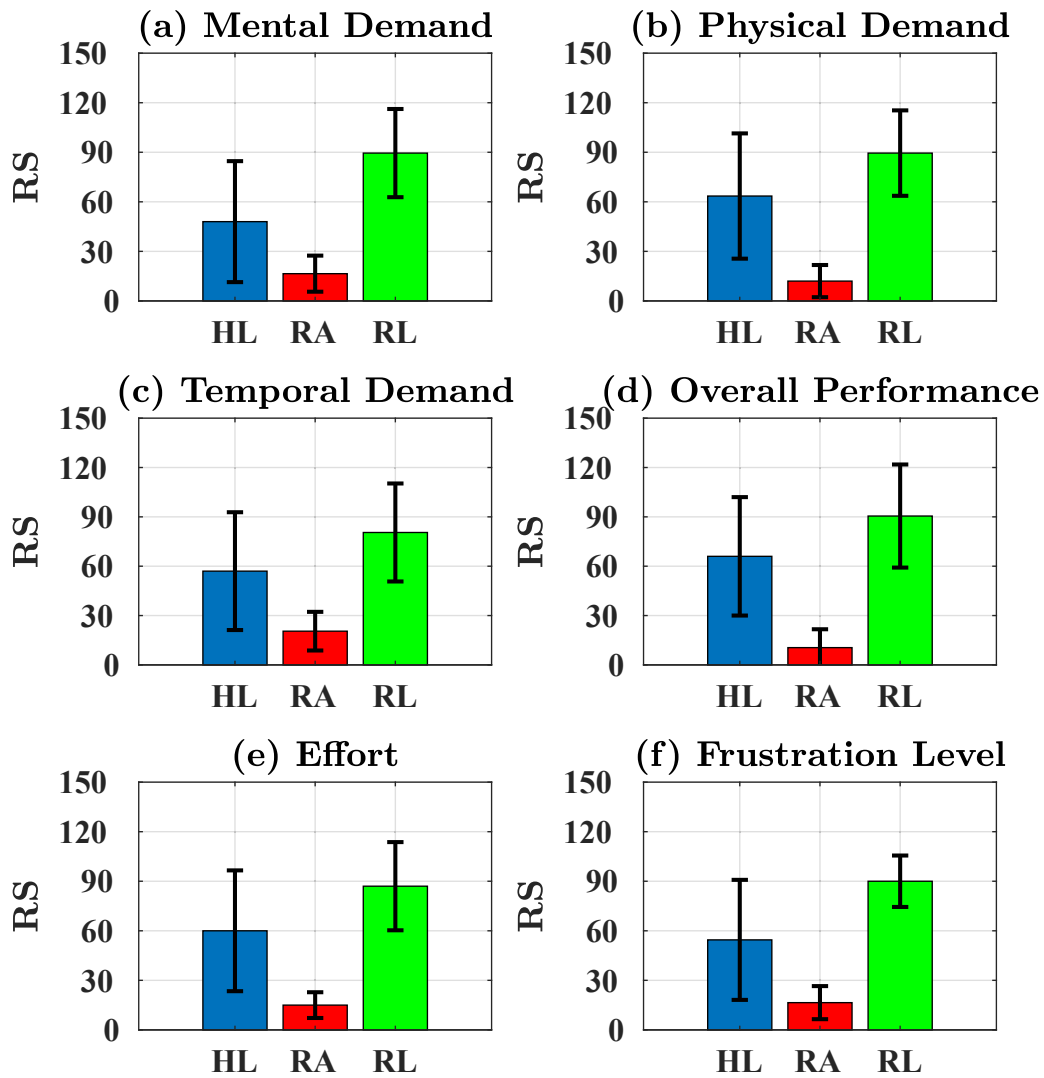 (a) Mental Demand
150
120
90
60
30
0
RS
HL RA RL
(b) Physical Demand
150
120
90
60
30
0
RS
HL RA RL
(c) Temporal Demand
150
120
90
60
30
0
RS
HL RA RL
(d) Overall Performance
150
120
90
60
30
0
RS
HL RA RL
(e) Effort
150
120
90
60
30
0
RS
HL RA RL
(f) Frustration Level
150
120
90
60
30
0
RS
HL RA RL